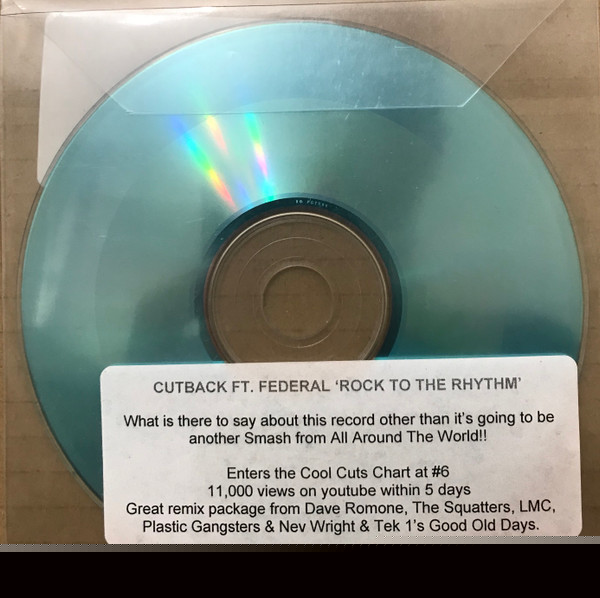 CUTBACK FT. FEDERAL ‘ROCK TO THE RHYTHM’
What is there to say about this record other than it’s going to be
another Smash from All Around The World!!
Enters the Cool Cuts Chart at #6
11,000 views on youtube within 5 days
Great remix package from Dave Romone, The Squatters, LMC,
Plastic Gangsters & Nev Wright & Tek 1’s Good Old Days.